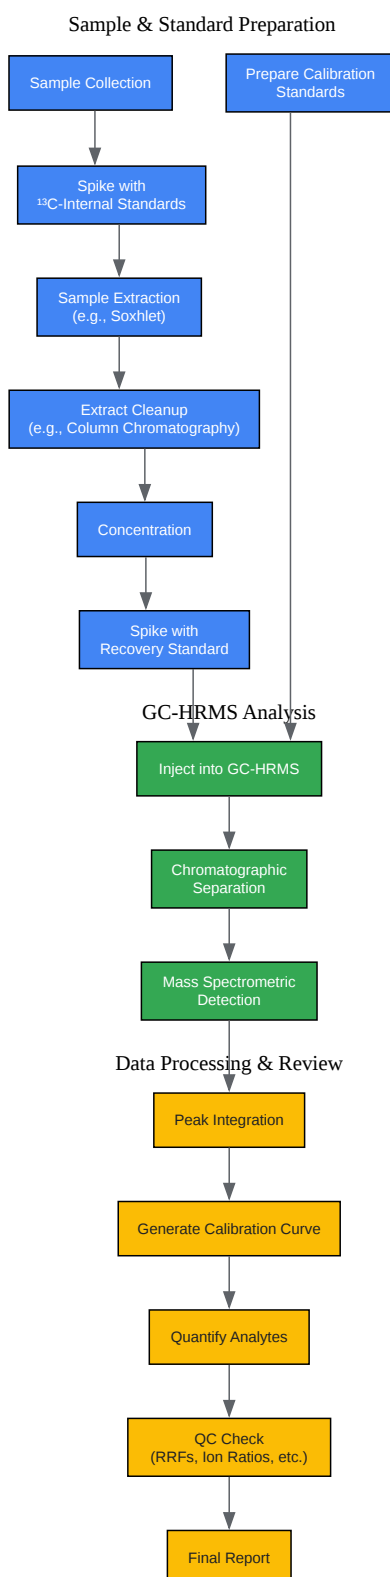 Sample & Standard Preparation
Sample Collection
Prepare Calibration
Standards
Spike with
¹³C-Internal Standards
Sample Extraction
(e.g., Soxhlet)
Extract Cleanup
(e.g., Column Chromatography)
Concentration
Spike with
Recovery Standard
GC-HRMS Analysis
Inject into GC-HRMS
Chromatographic
Separation
Mass Spectrometric
Detection
Data Processing & Review
Peak Integration
Generate Calibration Curve
Quantify Analytes
QC Check
(RRFs, Ion Ratios, etc.)
Final Report